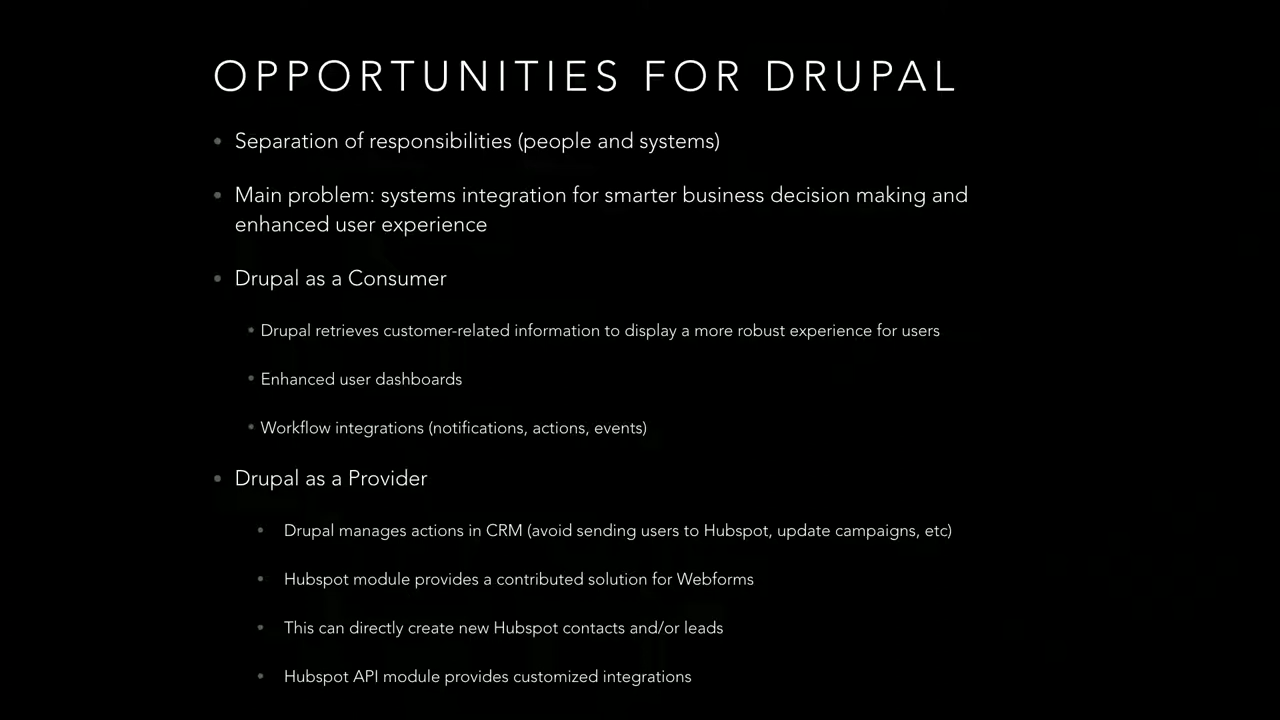 OPPORTUNITIES FOR DRUPAL
• Separation of responsibilities (people and systems)
• Main problem: systems integration for smarter business decision making and
enhanced user experience
• Drupal as a Consumer
• Drupal retrieves customer-related information to display a more robust experience for users
• Enhanced user dashboards
• Workflow integrations (notifications, actions, events)
• Drupal as a Provider
• Drupal manages actions in CRM (avoid sending users to Hubspot, update campaigns, etc)
• Hubspot module provides a contributed solution for Webforms
• This can directly create new Hubspot contacts and/or leads
• Hubspot API module provides customized integrations